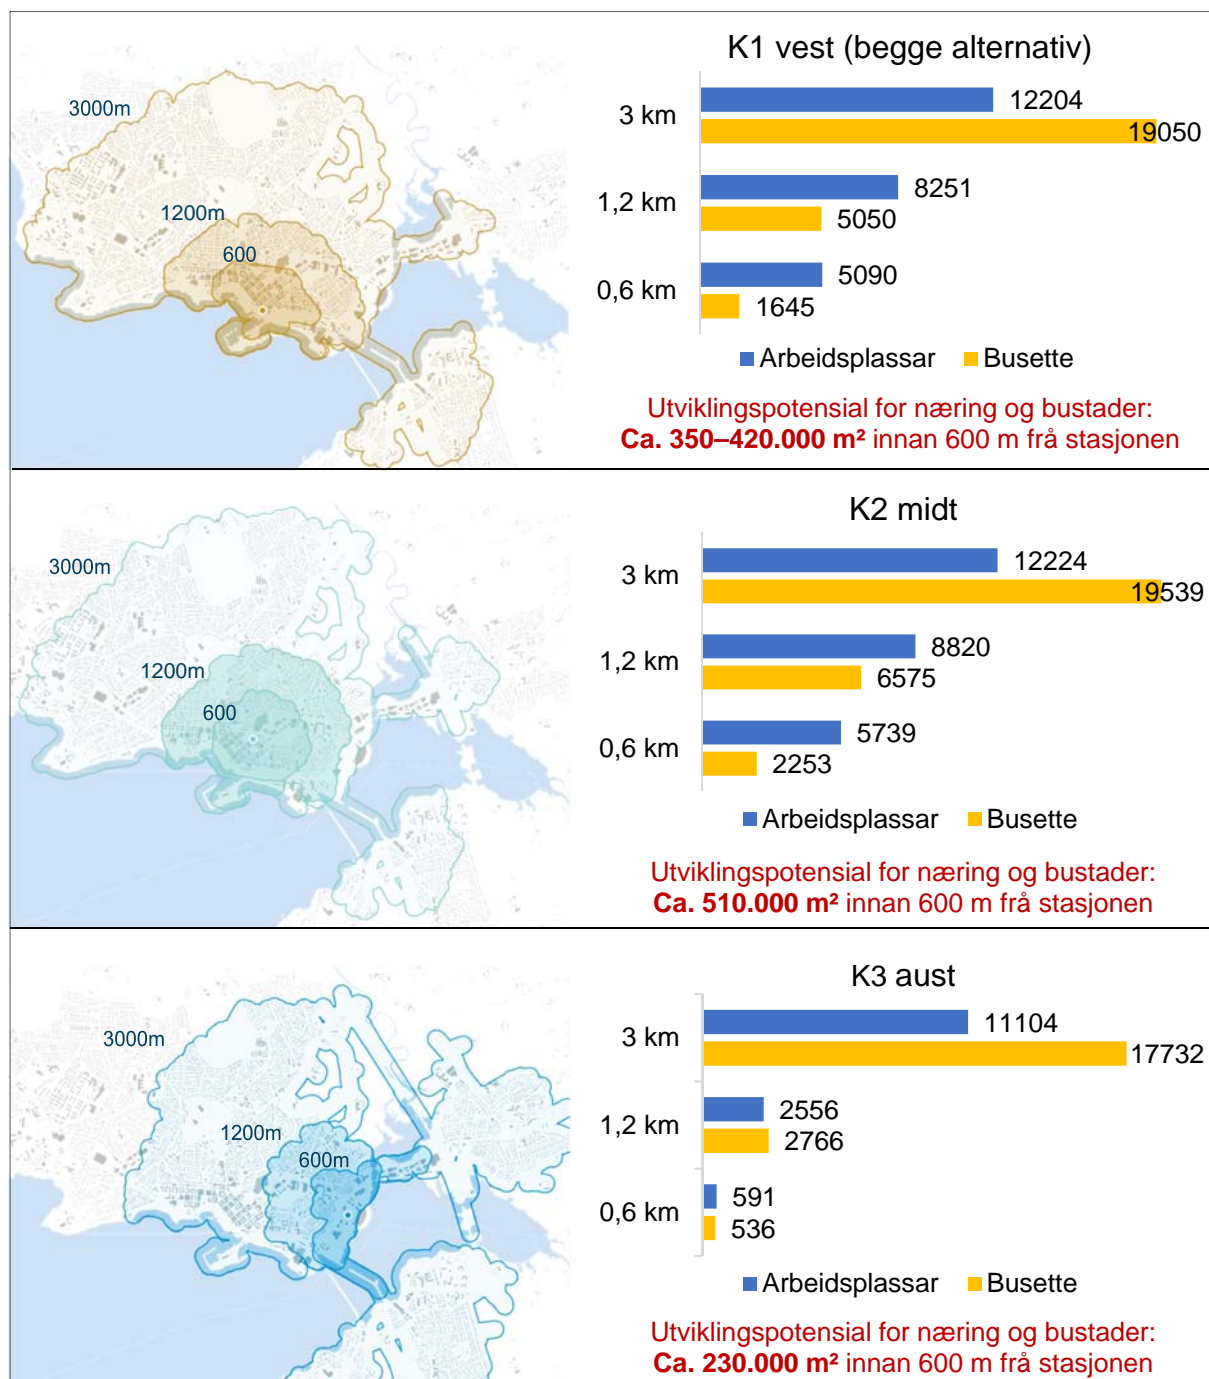 3000m
1200m
600
K1 vest (begge alternativ)
3 km
12204
19050
1,2 km
8251
5050
0,6 km
5090
1645
Arbeidsplassar Busette
Utviklingspotensial for næring og bustader:
Ca. 350–420.000 m² innan 600 m frå stasjonen
3000m
1200m
600
K2 midt
3 km
12224
19539
1,2 km
8820
6575
0,6 km
5739
2253
Arbeidsplassar Busette
Utviklingspotensial for næring og bustader:
Ca. 510.000 m² innan 600 m frå stasjonen
3000m
1200m
600m
K3 aust
3 km
11104
17732
1,2 km
2556
2766
0,6 km
591
536
Arbeidsplassar Busette
Utviklingspotensial for næring og bustader:
Ca. 230.000 m² innan 600 m frå stasjonen